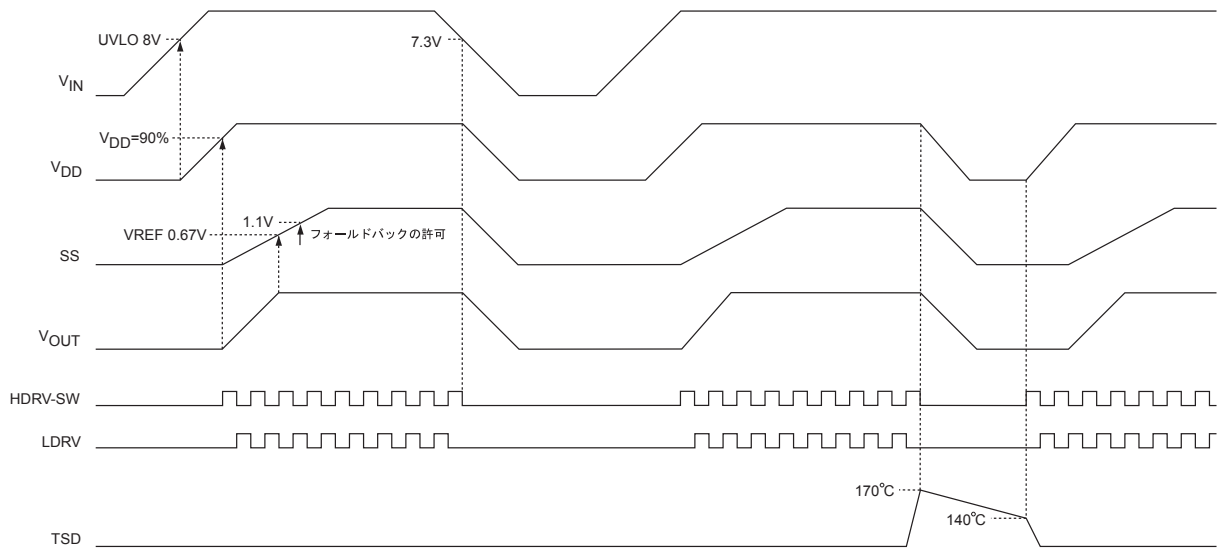 UVLO 8V
7.3V
VIN
VDD=90%
VDD
1.1V
VREF 0.67V
フォールドバックの許可
SS
VOUT
HDRV-SW
LDRV
170°C
140°C
TSD